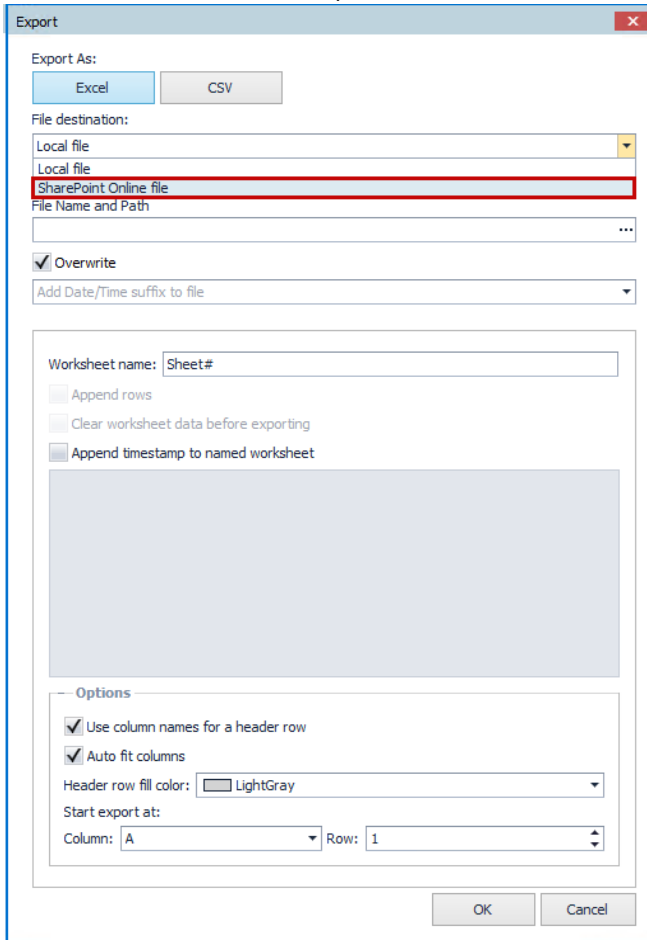 Export
Export As:
Excel CSV
File destination:
Local file
Local file
SharePoint Online file
File Name and Path
...
Overwrite
Add Date/Time suffix to file
Worksheet name: Sheet#
Append rows
Clear worksheet data before exporting
Append timestamp to named worksheet
Options
Use column names for a header row
Auto fit columns
Header row fill color: LightGray
Start export at:
Column: A Row: 1
OK Cancel